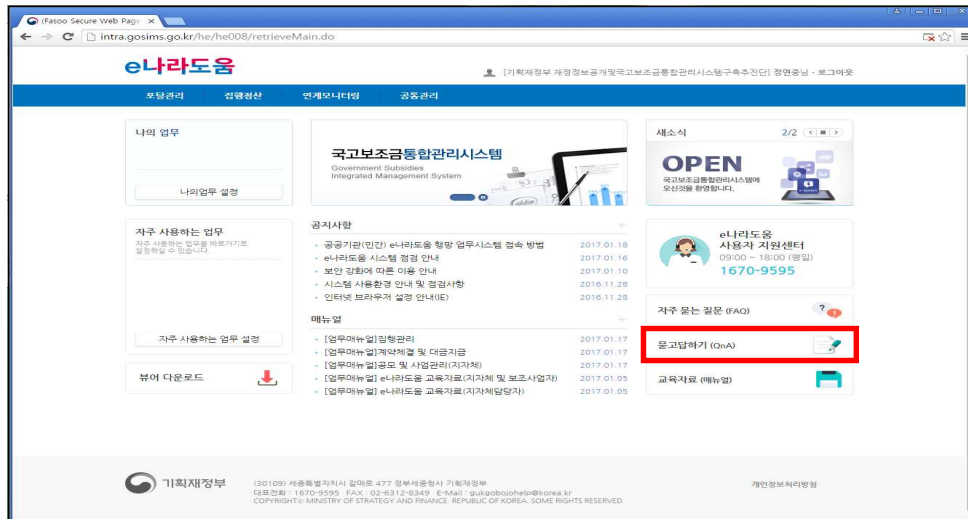 (Fasoo Secure Web Page
intra.gosims.go.kr/he/he008/retrieveMain.do
e나라도움
[기획재정부 재정정보공개및국고보조금통합관리시스템구축추진단] 정연중님 · 로그아웃
포탈관리 집행정산 연계모니터링 공통관리
나의 업무
나의업무 설정
국고보조금통합관리시스템
Government Subsidies
Integrated Management System
새소식 2/2
OPEN
국고보조금통합관리시스템에
오신것을 환영합니다.
자주 사용하는 업무
자주 사용하는 업무를 바로가기로
설정하실 수 있습니다.
자주 사용하는 업무 설정
뷰어 다운로드
공지사항
공공기관(민간) e나라도움 행망 업무시스템 접속 방법 2017.01.18
e나라도움 시스템 점검 안내 2017.01.16
보안 강화에 따른 이용 안내 2017.01.10
시스템 사용환경 안내 및 점검사항 2016.11.28
인터넷 브라우저 설정 안내(IE) 2016.11.28
매뉴얼
[업무매뉴얼]집행관리 2017.01.17
[업무매뉴얼]계약체결 및 대금지급 2017.01.17
[업무매뉴얼]공모 및 사업관리(지자체) 2017.01.17
[업무매뉴얼] e나라도움 교육자료(지자체 및 보조사업자) 2017.01.05
[업무매뉴얼] e나라도움 교육자료(지자체담당자) 2017.01.05
e나라도움
사용자 지원센터
09:00 ~ 18:00 (평일)
1670-9595
자주 묻는 질문 (FAQ)
묻고답하기 (QnA)
교육자료 (매뉴얼)
기획재정부
(30109) 세종특별자치시 갈매로 477 정부세종청사 기획재정부
대표전화 : 1670-9595 FAX : 02-6312-8349 E-Mail : gukgobojohelp@korea.kr
COPYRIGHT© MINISTRY OF STRATEGY AND FINANCE. REPUBLIC OF KOREA. SOME RIGHTS RESERVED.
개인정보처리방침